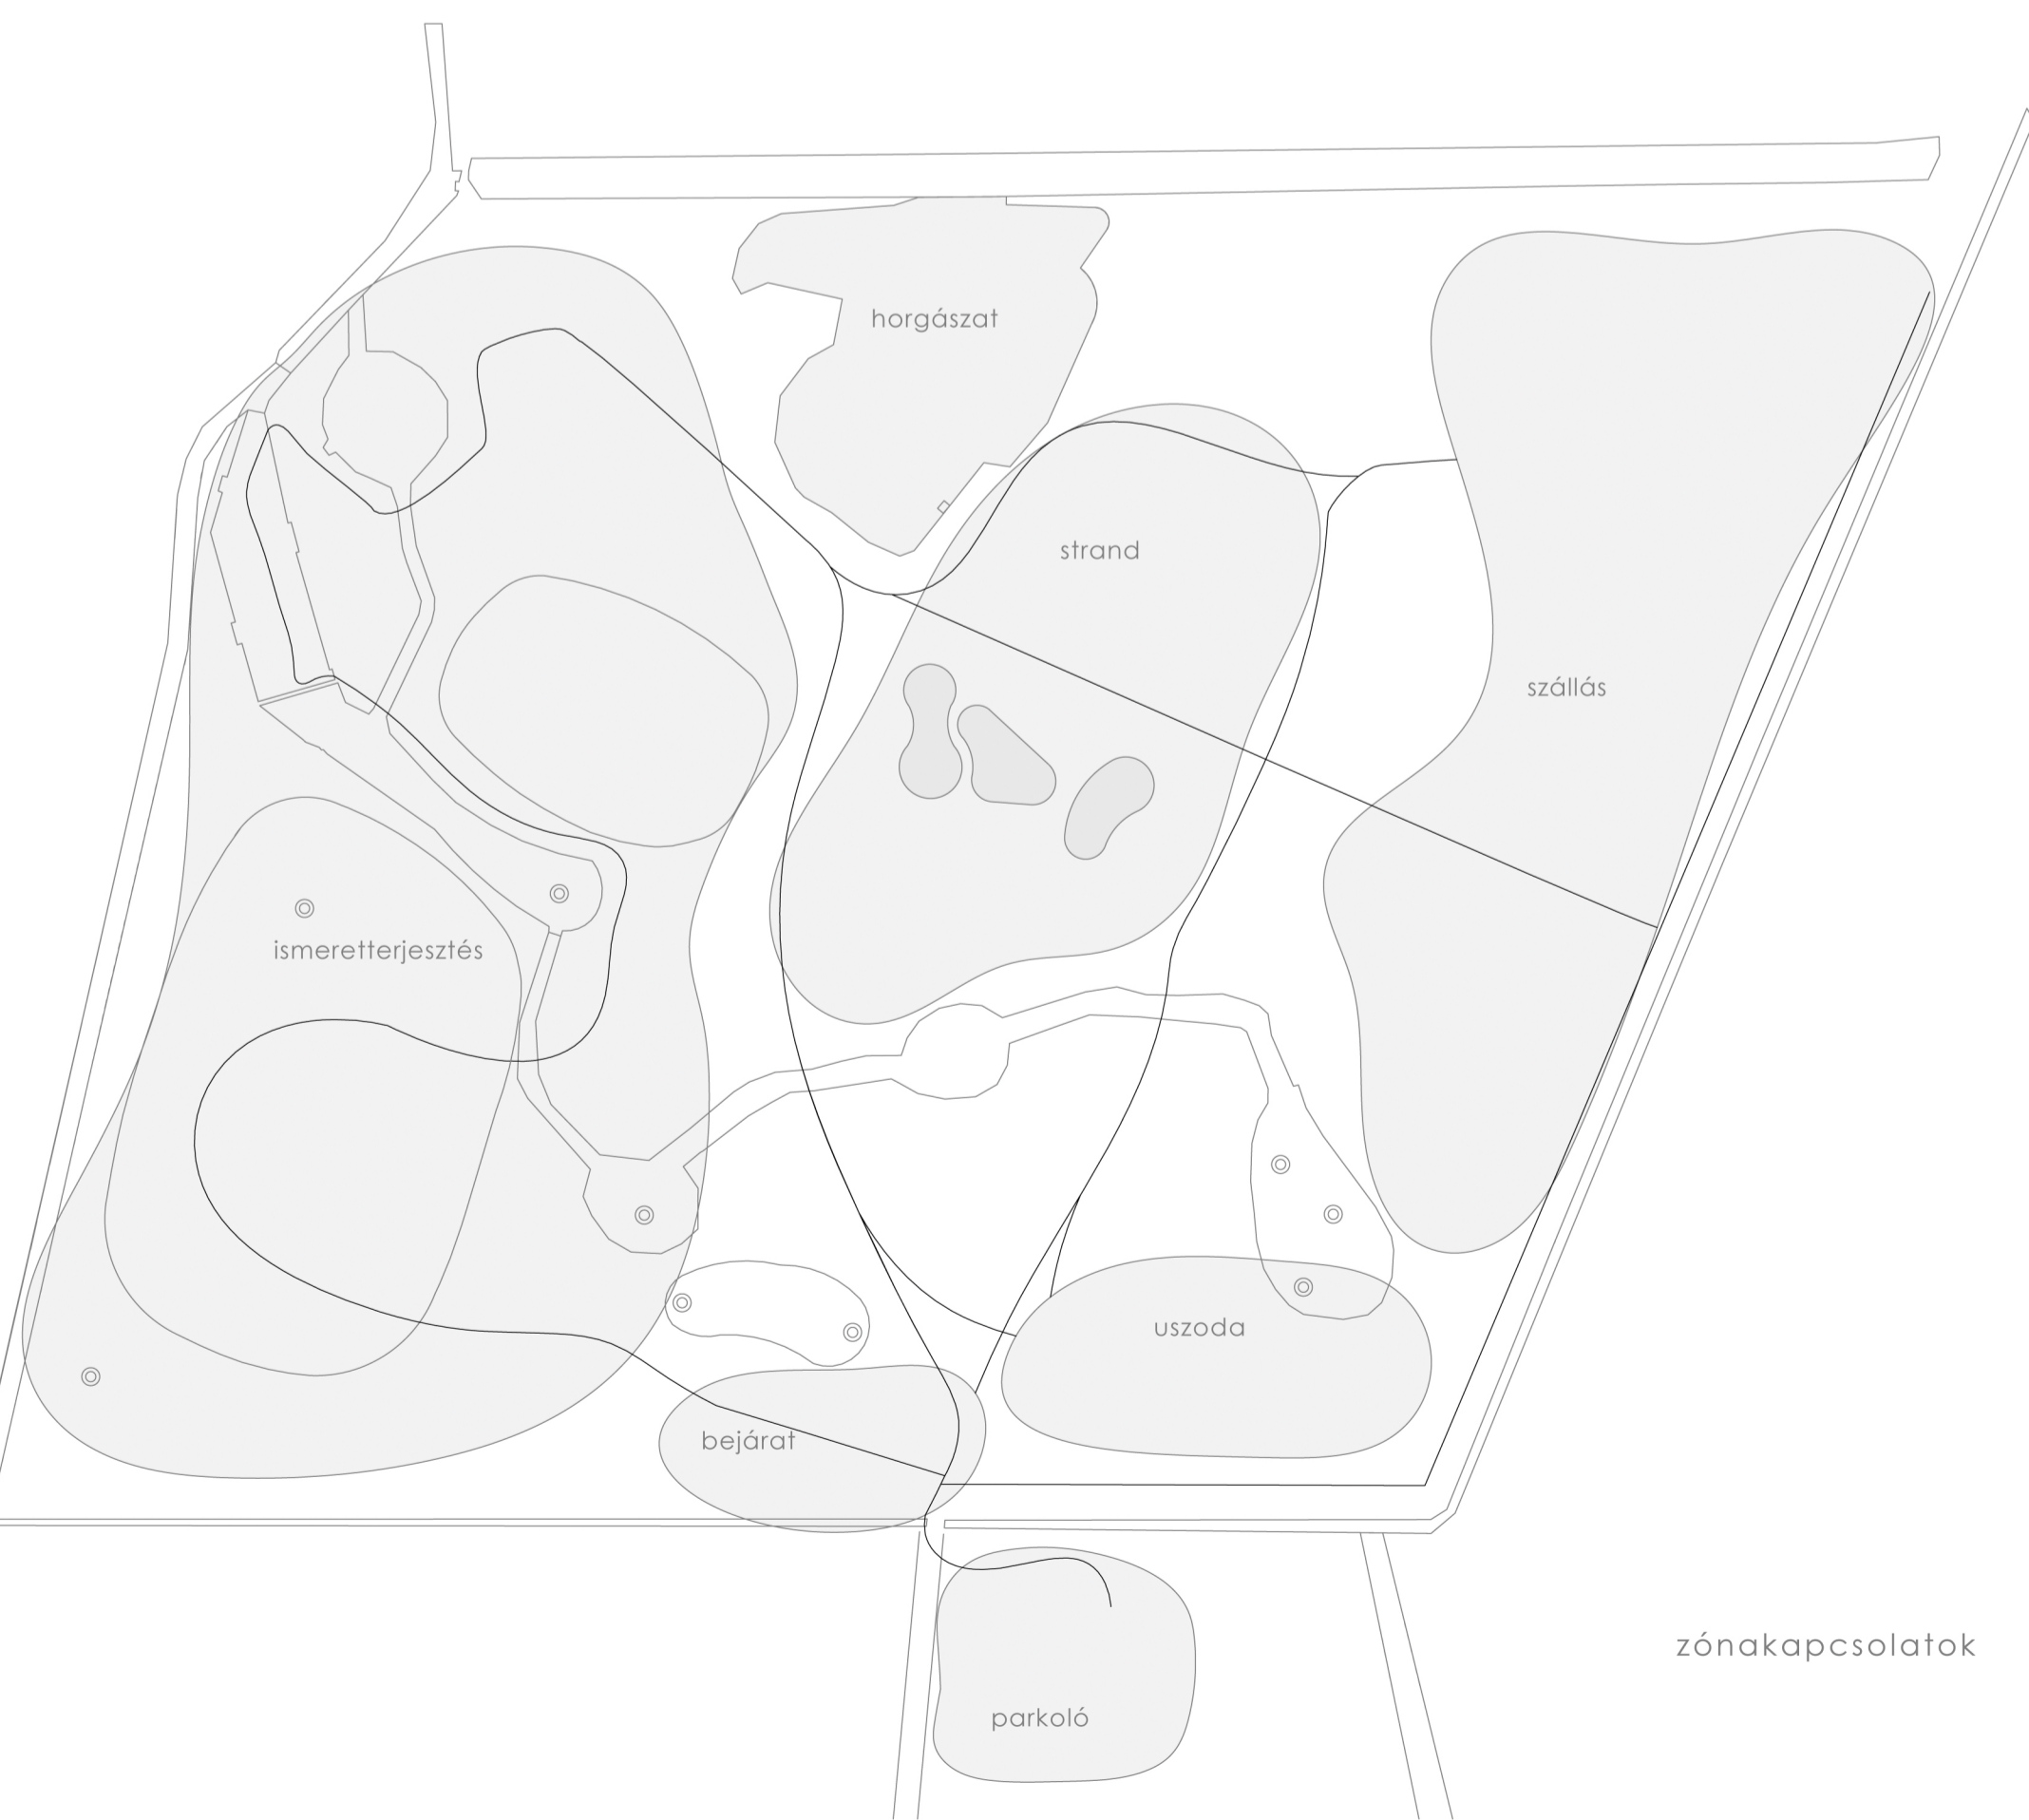 horgászat
strand
szállás
ismeretterjesztés
uszoda
bejárat
zónakapcsolatok
parkoló